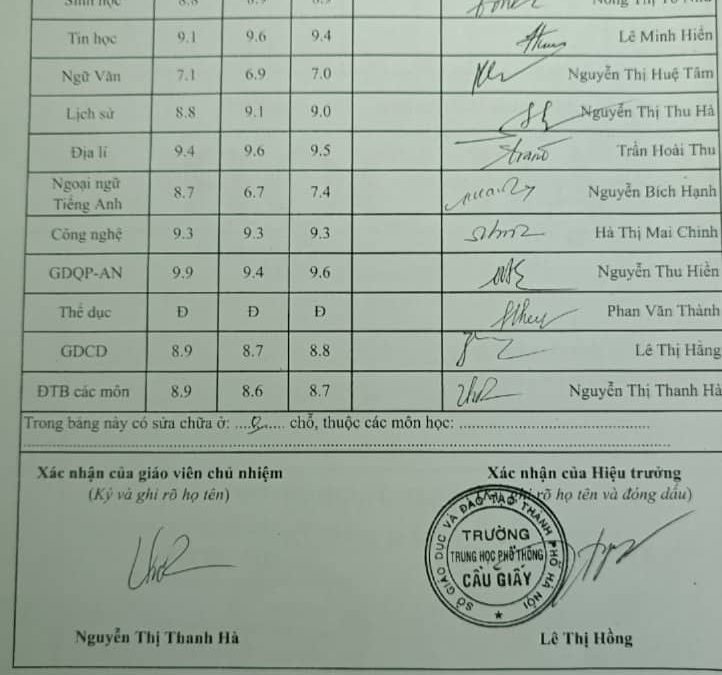 Sinh học 8.8 8.9 8.9
Tin học 9.1 9.6 9.4 Lê Minh Hiền
Ngữ Văn 7.1 6.9 7.0 Nguyễn Thị Huệ Tâm
Lịch sử 8.8 9.1 9.0 Nguyễn Thị Thu Hà
Địa lí 9.4 9.6 9.5 Trần Hoài Thu
Ngoại ngữ
Tiếng Anh 8.7 6.7 7.4 Nguyễn Bích Hạnh
Công nghệ 9.3 9.3 9.3 Hà Thị Mai Chinh
GDQP-AN 9.9 9.4 9.6 Nguyễn Thu Hiền
Thể dục Đ Đ Đ Phan Văn Thành
GDCD 8.9 8.7 8.8 Lê Thị Hằng
ĐTB các môn 8.9 8.6 8.7 Nguyễn Thị Thanh Hà
Trong bảng này có sửa chữa ở: ....0..... chỗ, thuộc các môn học: ................................................
Xác nhận của giáo viên chủ nhiệm Xác nhận của Hiệu trưởng
(Ký và ghi rõ họ tên) rõ họ tên và đóng dấu)
SỞ GIÁO DỤC VÀ ĐÀO TẠO THÀNH PHỐ HÀ NỘI
TRƯỜNG
TRUNG HỌC PHỔ THÔNG
CẦU GIẤY
Nguyễn Thị Thanh Hà Lê Thị Hồng